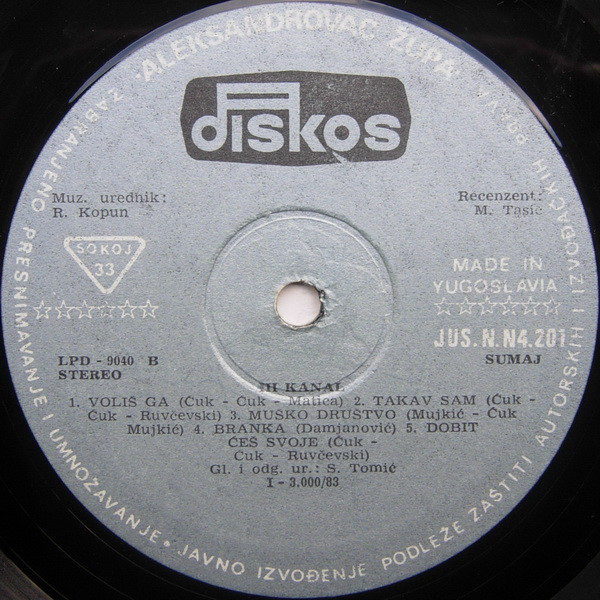 ALEKSANDROVAC ŽUPA
diskos
Muz. urednik:
R. Kopun
Recenzent:
M. Tasić
SOKOJ
33
MADE IN
YUGOSLAVIA
JUS.N.N4.201
LPD - 9040 B
STEREO
SUMAJ
III KANAL
1. VOLIŠ GA (Čuk - Čuk - Matica) 2. TAKAV SAM (Čuk -
Čuk - Ruvčevski) 3. MUŠKO DRUŠTVO (Mujkić - Čuk
Mujkić) 4. BRANKA (Damjanović) 5. DOBIT
ĆEŠ SVOJE (Čuk -
Čuk - Ruvčevski)
Gl. i odg. ur.: S. Tomić
I - 3.000/83
ZABRANJENO PRESNIMAVANJE I UMNOŽAVANJE • JAVNO IZVOĐENJE PODLEŽE ZAŠTITI AUTORSKIH I IZVOĐAČKIH PRAVA